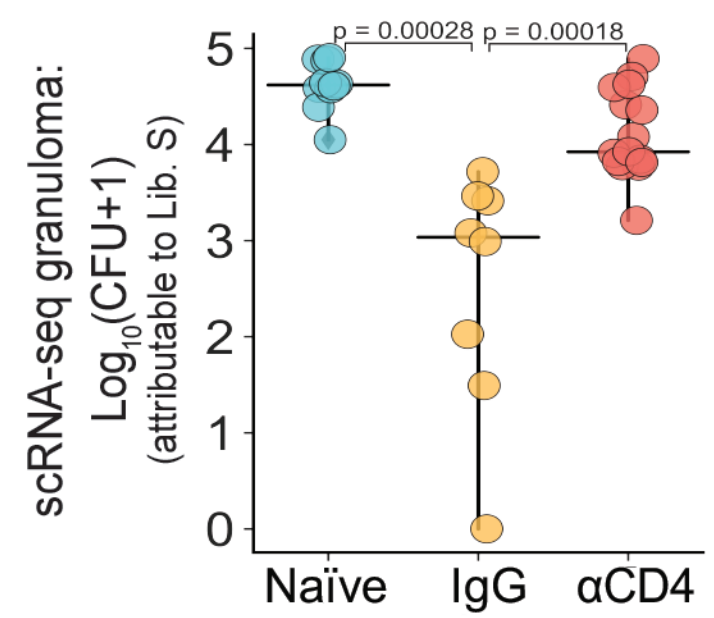 scRNA-seq granuloma:
Log10(CFU+1)
(attributable to Lib. S)
p = 0.00028
p = 0.00018
5
4
3
2
1
0
Naïve
IgG
αCD4